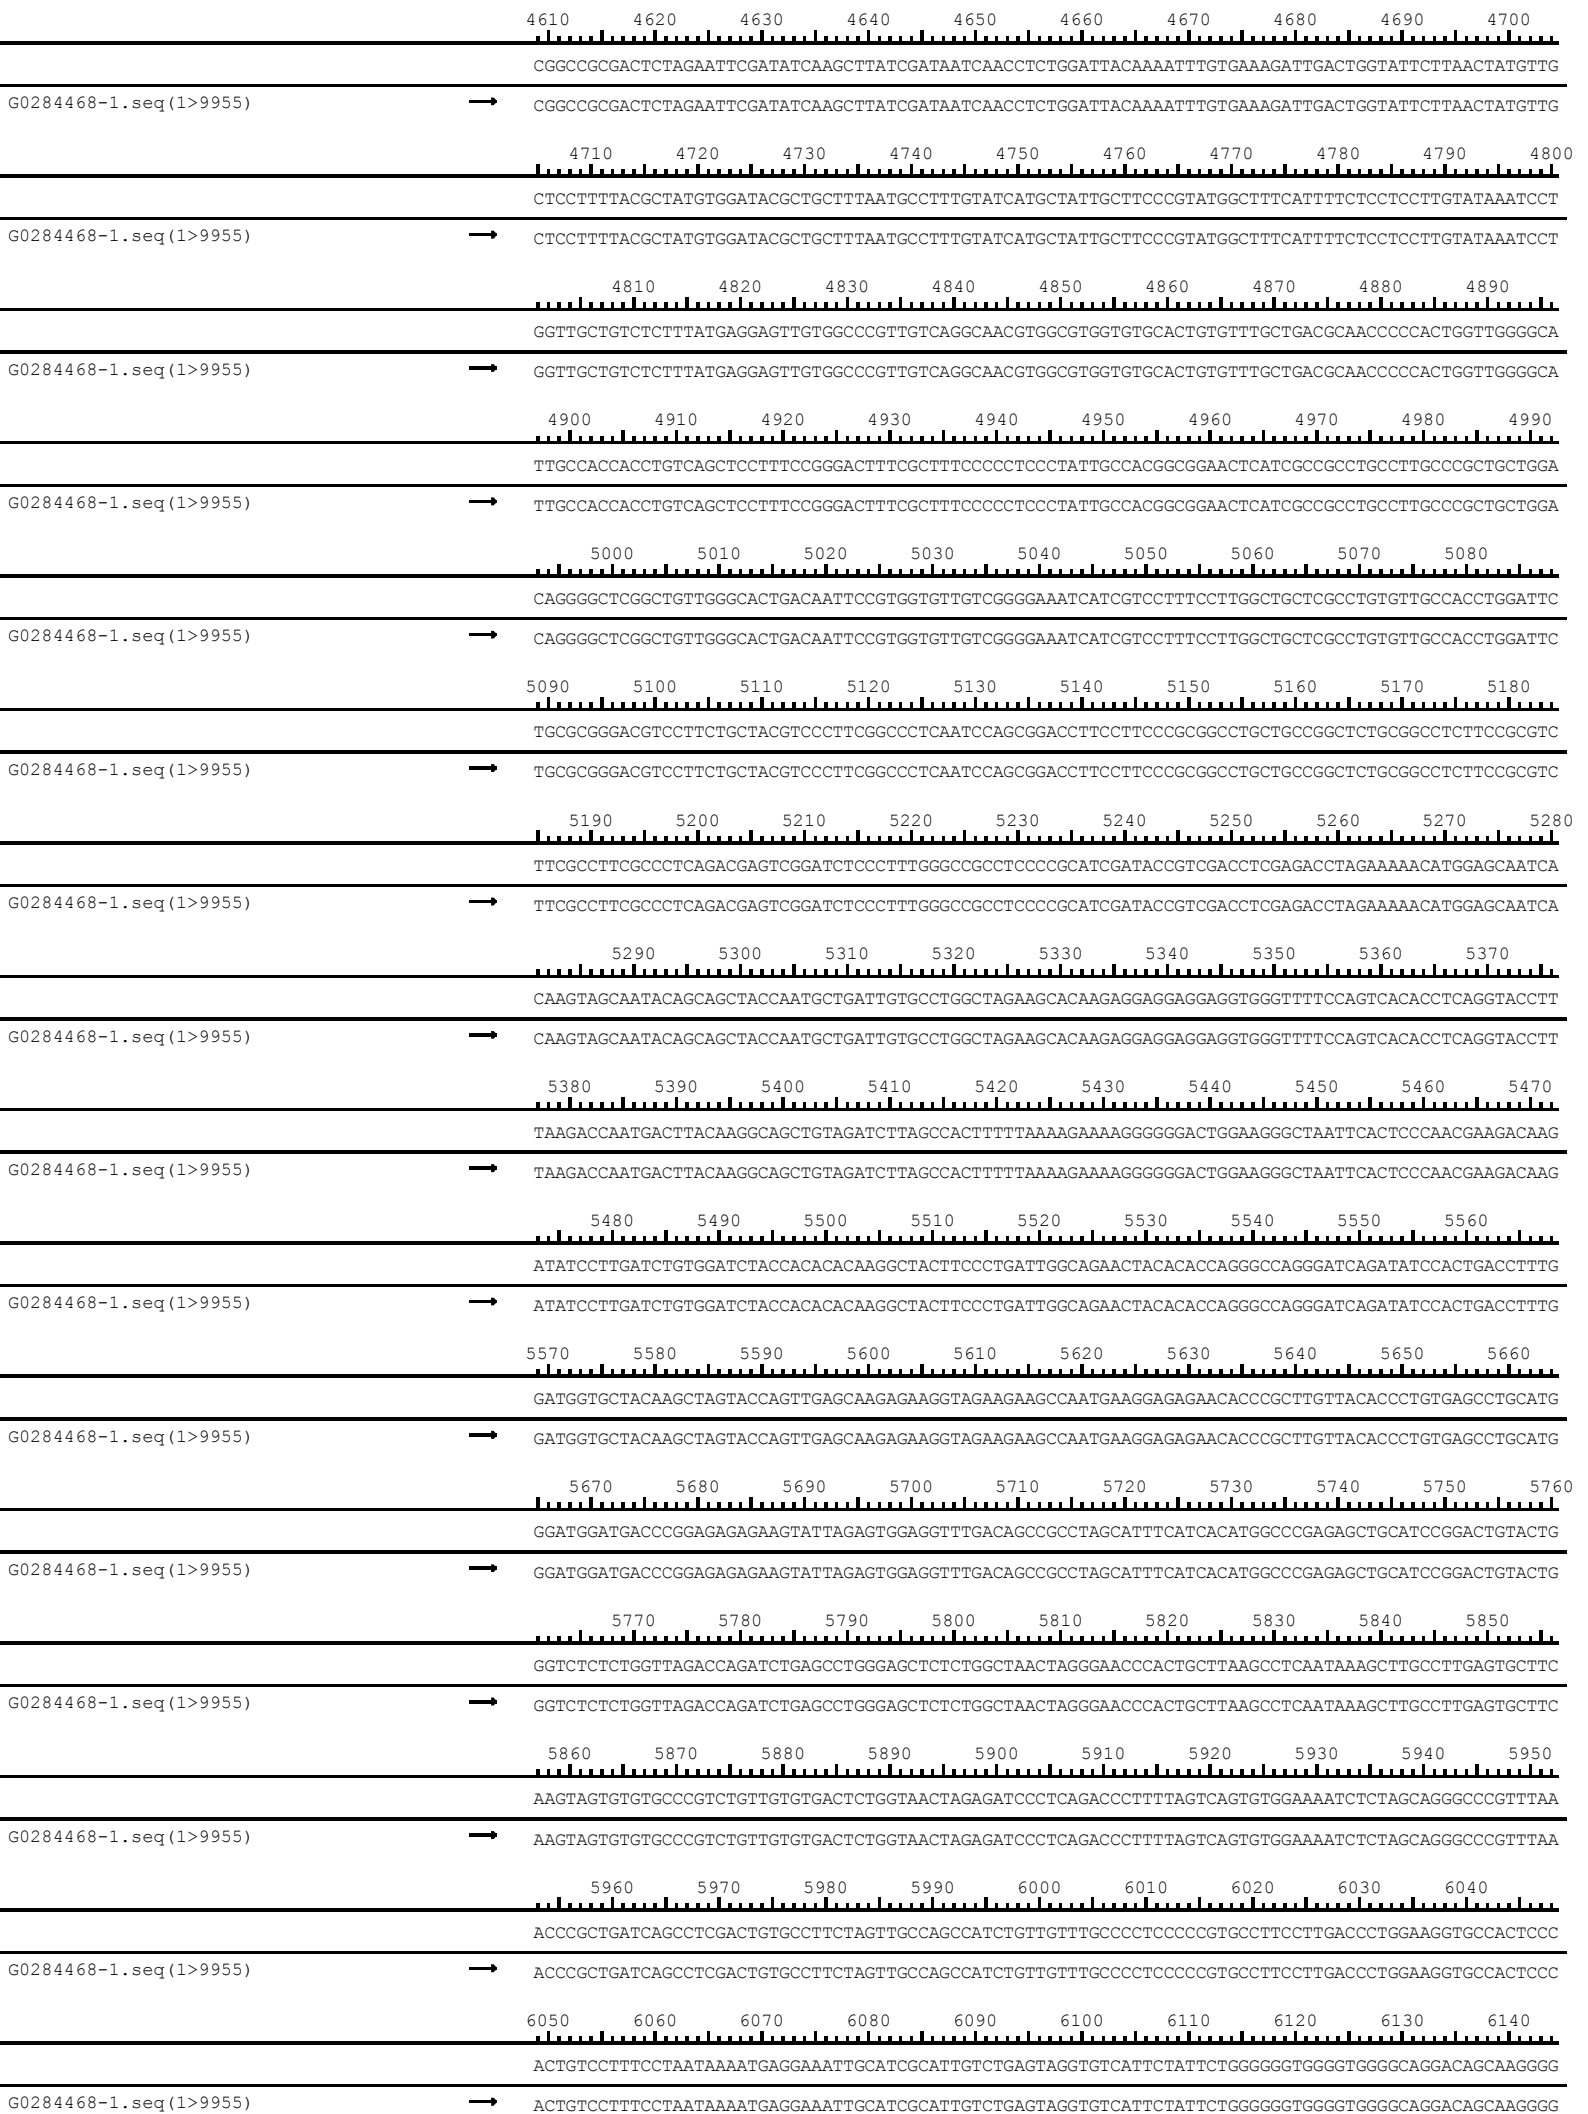 4610 4620 4630 4640 4650 4660 4670 4680 4690 4700
CGGCCGCGACTCTAGAATTCGATATCAAGCTTATCGATAATCAACCTCTGGATTACAAAATTTGTGAAAGATTGACTGGTATTCTTAACTATGTTG
G0284468-1.seq(1>9955) → CGGCCGCGACTCTAGAATTCGATATCAAGCTTATCGATAATCAACCTCTGGATTACAAAATTTGTGAAAGATTGACTGGTATTCTTAACTATGTTG
4710 4720 4730 4740 4750 4760 4770 4780 4790 4800
CTCCTTTTACGCTATGTGGATACGCTGCTTTAATGCCTTTGTATCATGCTATTGCTTCCCGTATGGCTTTCATTTTCTCCTCCTTGTATAAATCCT
G0284468-1.seq(1>9955) → CTCCTTTTACGCTATGTGGATACGCTGCTTTAATGCCTTTGTATCATGCTATTGCTTCCCGTATGGCTTTCATTTTCTCCTCCTTGTATAAATCCT
4810 4820 4830 4840 4850 4860 4870 4880 4890
GGTTGCTGTCTCTTTATGAGGAGTTGTGGCCCGTTGTCAGGCAACGTGGCGTGGTGTGCACTGTGTTTGCTGACGCAACCCCCACTGGTTGGGGCA
G0284468-1.seq(1>9955) → GGTTGCTGTCTCTTTATGAGGAGTTGTGGCCCGTTGTCAGGCAACGTGGCGTGGTGTGCACTGTGTTTGCTGACGCAACCCCCACTGGTTGGGGCA
4900 4910 4920 4930 4940 4950 4960 4970 4980 4990
TTGCCACCACCTGTCAGCTCCTTTCCGGGACTTTCGCTTTCCCCCTCCCTATTGCCACGGCGGAACTCATCGCCGCCTGCCTTGCCCGCTGCTGGA
G0284468-1.seq(1>9955) → TTGCCACCACCTGTCAGCTCCTTTCCGGGACTTTCGCTTTCCCCCTCCCTATTGCCACGGCGGAACTCATCGCCGCCTGCCTTGCCCGCTGCTGGA
5000 5010 5020 5030 5040 5050 5060 5070 5080
CAGGGGCTCGGCTGTTGGGCACTGACAATTCCGTGGTGTTGTCGGGGAAATCATCGTCCTTTCCTTGGCTGCTCGCCTGTGTTGCCACCTGGATTC
G0284468-1.seq(1>9955) → CAGGGGCTCGGCTGTTGGGCACTGACAATTCCGTGGTGTTGTCGGGGAAATCATCGTCCTTTCCTTGGCTGCTCGCCTGTGTTGCCACCTGGATTC
5090 5100 5110 5120 5130 5140 5150 5160 5170 5180
TGCGCGGGACGTCCTTCTGCTACGTCCCTTCGGCCCTCAATCCAGCGGACCTTCCTTCCCGCGGCCTGCTGCCGGCTCTGCGGCCTCTTCCGCGTC
G0284468-1.seq(1>9955) → TGCGCGGGACGTCCTTCTGCTACGTCCCTTCGGCCCTCAATCCAGCGGACCTTCCTTCCCGCGGCCTGCTGCCGGCTCTGCGGCCTCTTCCGCGTC
5190 5200 5210 5220 5230 5240 5250 5260 5270 5280
TTCGCCTTCGCCCTCAGACGAGTCGGATCTCCCTTTGGGCCGCCTCCCCGCATCGATACCGTCGACCTCGAGACCTAGAAAAACATGGAGCAATCA
G0284468-1.seq(1>9955) → TTCGCCTTCGCCCTCAGACGAGTCGGATCTCCCTTTGGGCCGCCTCCCCGCATCGATACCGTCGACCTCGAGACCTAGAAAAACATGGAGCAATCA
5290 5300 5310 5320 5330 5340 5350 5360 5370
CAAGTAGCAATACAGCAGCTACCAATGCTGATTGTGCCTGGCTAGAAGCACAAGAGGAGGAGGAGGTGGGTTTTCCAGTCACACCTCAGGTACCTT
G0284468-1.seq(1>9955) → CAAGTAGCAATACAGCAGCTACCAATGCTGATTGTGCCTGGCTAGAAGCACAAGAGGAGGAGGAGGTGGGTTTTCCAGTCACACCTCAGGTACCTT
5380 5390 5400 5410 5420 5430 5440 5450 5460 5470
TAAGACCAATGACTTACAAGGCAGCTGTAGATCTTAGCCACTTTTTAAAAGAAAAGGGGGGACTGGAAGGGCTAATTCACTCCCAACGAAGACAAG
G0284468-1.seq(1>9955) → TAAGACCAATGACTTACAAGGCAGCTGTAGATCTTAGCCACTTTTTAAAAGAAAAGGGGGGACTGGAAGGGCTAATTCACTCCCAACGAAGACAAG
5480 5490 5500 5510 5520 5530 5540 5550 5560
ATATCCTTGATCTGTGGATCTACCACACACAAGGCTACTTCCCTGATTGGCAGAACTACACACCAGGGCCAGGGATCAGATATCCACTGACCTTTG
G0284468-1.seq(1>9955) → ATATCCTTGATCTGTGGATCTACCACACACAAGGCTACTTCCCTGATTGGCAGAACTACACACCAGGGCCAGGGATCAGATATCCACTGACCTTTG
5570 5580 5590 5600 5610 5620 5630 5640 5650 5660
GATGGTGCTACAAGCTAGTACCAGTTGAGCAAGAGAAGGTAGAAGAAGCCAATGAAGGAGAGAACACCCGCTTGTTACACCCTGTGAGCCTGCATG
G0284468-1.seq(1>9955) → GATGGTGCTACAAGCTAGTACCAGTTGAGCAAGAGAAGGTAGAAGAAGCCAATGAAGGAGAGAACACCCGCTTGTTACACCCTGTGAGCCTGCATG
5670 5680 5690 5700 5710 5720 5730 5740 5750 5760
GGATGGATGACCCGGAGAGAGAAGTATTAGAGTGGAGGTTTGACAGCCGCCTAGCATTTCATCACATGGCCCGAGAGCTGCATCCGGACTGTACTG
G0284468-1.seq(1>9955) → GGATGGATGACCCGGAGAGAGAAGTATTAGAGTGGAGGTTTGACAGCCGCCTAGCATTTCATCACATGGCCCGAGAGCTGCATCCGGACTGTACTG
5770 5780 5790 5800 5810 5820 5830 5840 5850
GGTCTCTCTGGTTAGACCAGATCTGAGCCTGGGAGCTCTCTGGCTAACTAGGGAACCCACTGCTTAAGCCTCAATAAAGCTTGCCTTGAGTGCTTC
G0284468-1.seq(1>9955) → GGTCTCTCTGGTTAGACCAGATCTGAGCCTGGGAGCTCTCTGGCTAACTAGGGAACCCACTGCTTAAGCCTCAATAAAGCTTGCCTTGAGTGCTTC
5860 5870 5880 5890 5900 5910 5920 5930 5940 5950
AAGTAGTGTGTGCCCGTCTGTTGTGTGACTCTGGTAACTAGAGATCCCTCAGACCCTTTTAGTCAGTGTGGAAAATCTCTAGCAGGGCCCGTTTAA
G0284468-1.seq(1>9955) → AAGTAGTGTGTGCCCGTCTGTTGTGTGACTCTGGTAACTAGAGATCCCTCAGACCCTTTTAGTCAGTGTGGAAAATCTCTAGCAGGGCCCGTTTAA
5960 5970 5980 5990 6000 6010 6020 6030 6040
ACCCGCTGATCAGCCTCGACTGTGCCTTCTAGTTGCCAGCCATCTGTTGTTTGCCCCTCCCCCGTGCCTTCCTTGACCCTGGAAGGTGCCACTCCC
G0284468-1.seq(1>9955) → ACCCGCTGATCAGCCTCGACTGTGCCTTCTAGTTGCCAGCCATCTGTTGTTTGCCCCTCCCCCGTGCCTTCCTTGACCCTGGAAGGTGCCACTCCC
6050 6060 6070 6080 6090 6100 6110 6120 6130 6140
ACTGTCCTTTCCTAATAAAATGAGGAAATTGCATCGCATTGTCTGAGTAGGTGTCATTCTATTCTGGGGGGTGGGGTGGGGCAGGACAGCAAGGGG
G0284468-1.seq(1>9955) → ACTGTCCTTTCCTAATAAAATGAGGAAATTGCATCGCATTGTCTGAGTAGGTGTCATTCTATTCTGGGGGGTGGGGTGGGGCAGGACAGCAAGGGG